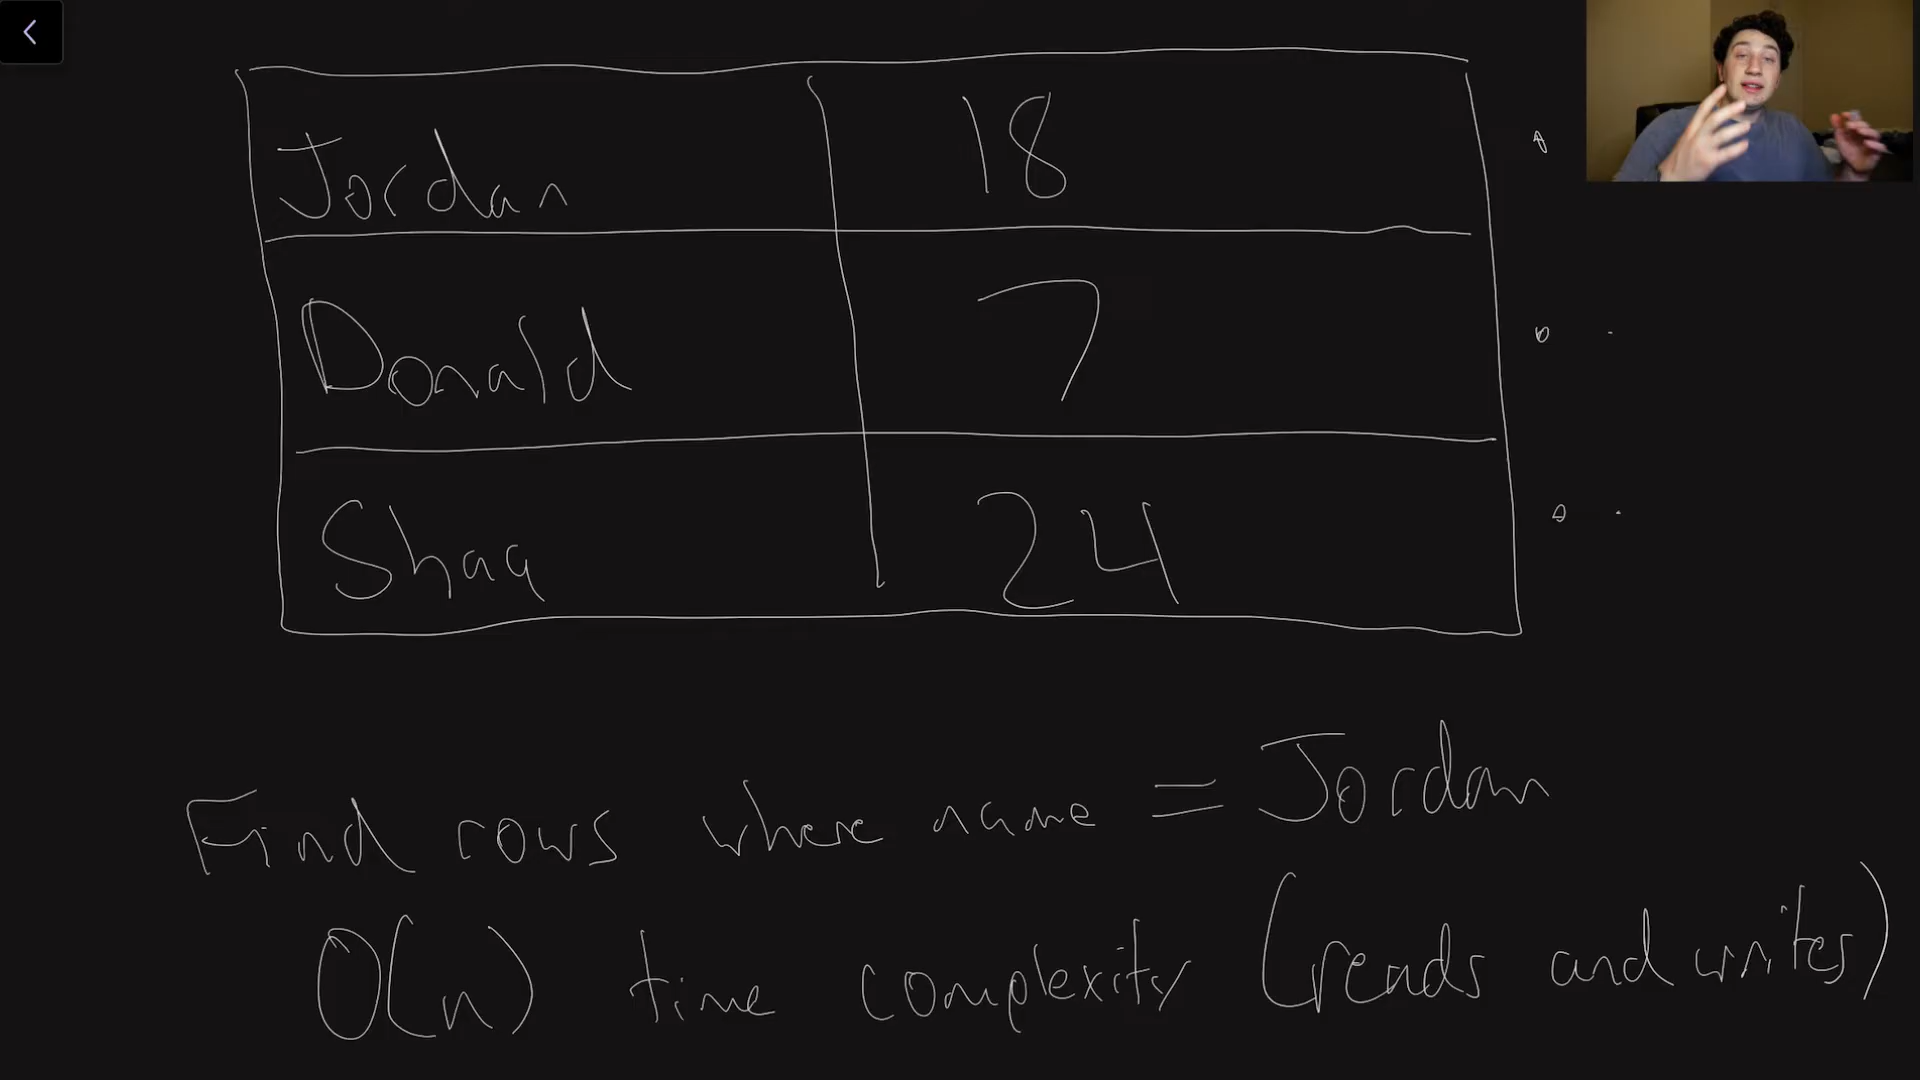 Jordan 18
Donald 7
Shaq 24
Find rows where name = Jordan
O(n) time complexity (reads and writes)